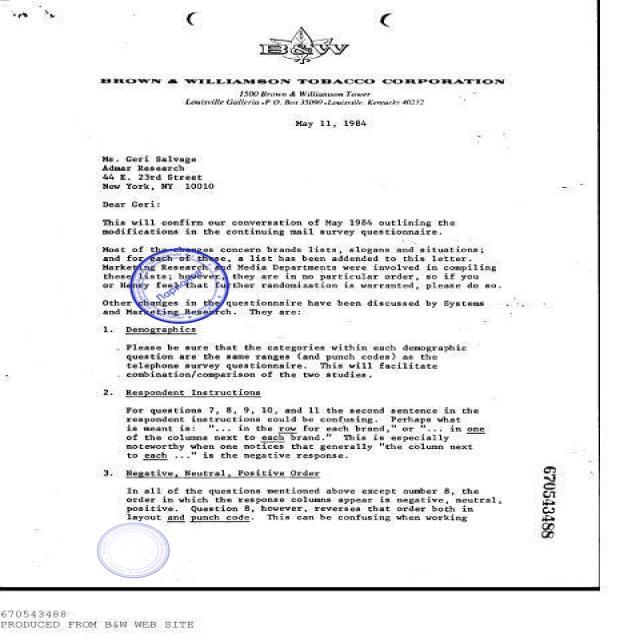 B&W
BROWN & WILLIAMSON TOBACCO CORPORATION
1500 Brown & Williamson Tower
Louisville Galleria • P.O. Box 35090 • Louisville, Kentucky 40232
May 11, 1984
Ms. Geri Salvage
Admar Research
44 E. 23rd Street
New York, NY 10010
Dear Geri:
This will confirm our conversation of May 1984 outlining the
modifications in the continuing mail survey questionnaire.
Most of the changes concern brands lists, slogans and situations;
and for each of these, a list has been addended to this letter.
Marketing Research and Media Departments were involved in compiling
these lists; however, they are in no particular order, so if you
or Henry feel that further randomization is warranted, please do so.
Other changes in the questionnsire have been discussed by Systems
and Marketing Research. They are:
1. Demographics
Please be sure that the categories within each demographic
question are the same ranges (and punch codes) as the
telephone survey questionnaire. This will facilitate
combination/comparison of the two studies.
2. Respondent Instructions
For questions 7, 8, 9, 10, and 11 the second sentence in the
respondent instructions could be confusing. Perhaps what
is meant is: "... in the row for each brand," or "... in one
of the columns next to each brand." This is especially
noteworthy when one notices that generally "the column next
to each ..." is the negative response.
3. Negative, Neutral, Positive Order
In all of the questions mentioned above except number 8, the
order in which the response columns appear is negative, neutral,
positive. Question 8, however, reverses that order both in
layout and punch code. This can be confusing when working
670543488
670543488
PRODUCED FROM B&W WEB SITE